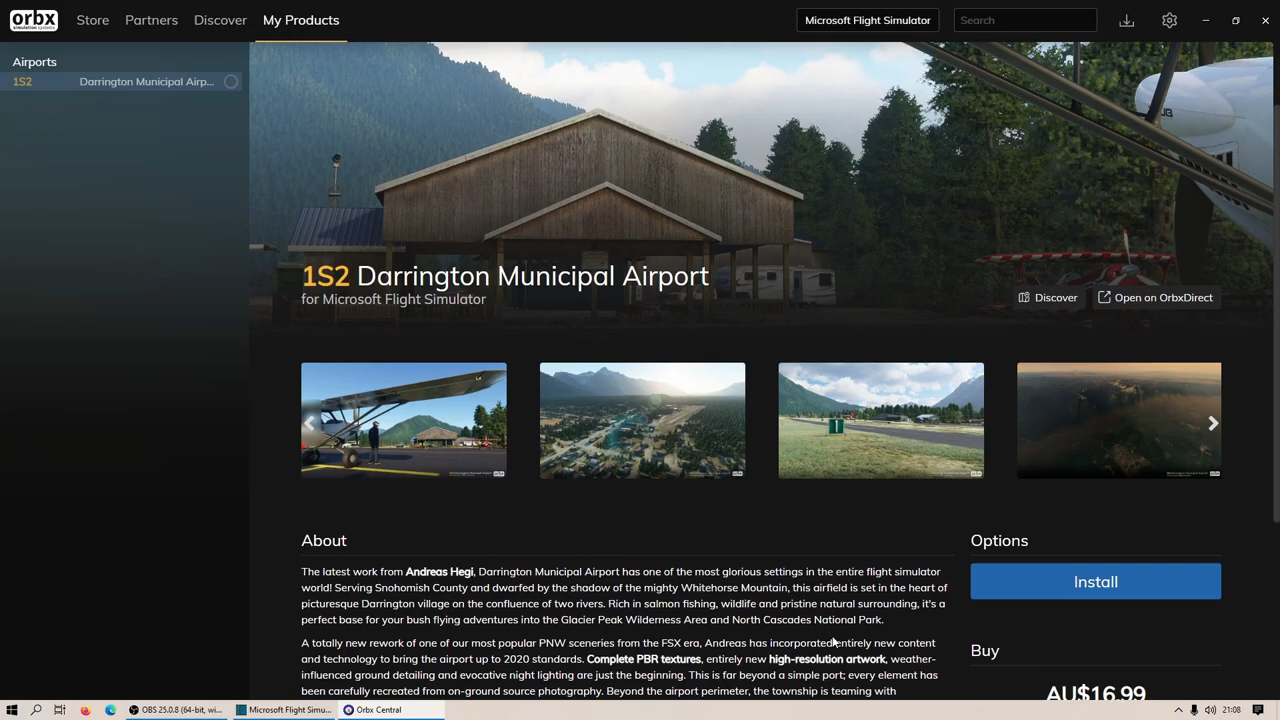 orbx
simulation systems
Store
Partners
Discover
My Products
Microsoft Flight Simulator
Search
Airports
1S2 Darrington Municipal Airp...
1S2 Darrington Municipal Airport
for Microsoft Flight Simulator
Discover
Open on OrbxDirect
About
The latest work from Andreas Hegi, Darrington Municipal Airport has one of the most glorious settings in the entire flight simulator
world! Serving Snohomish County and dwarfed by the shadow of the mighty Whitehorse Mountain, this airfield is set in the heart of
picturesque Darrington village on the confluence of two rivers. Rich in salmon fishing, wildlife and pristine natural surrounding, it's a
perfect base for your bush flying adventures into the Glacier Peak Wilderness Area and North Cascades National Park.
A totally new rework of one of our most popular PNW sceneries from the FSX era, Andreas has incorporated entirely new content
and technology to bring the airport up to 2020 standards. Complete PBR textures, entirely new high-resolution artwork, weather-
influenced ground detailing and evocative night lighting are just the beginning. This is far beyond a simple port; every element has
been carefully recreated from on-ground source photography. Beyond the airport perimeter, the township is teaming with
Options
Install
Buy
AU$16.99
OBS 25.0.8 (64-bit, wi...
Microsoft Flight Simu...
Orbx Central
21:08